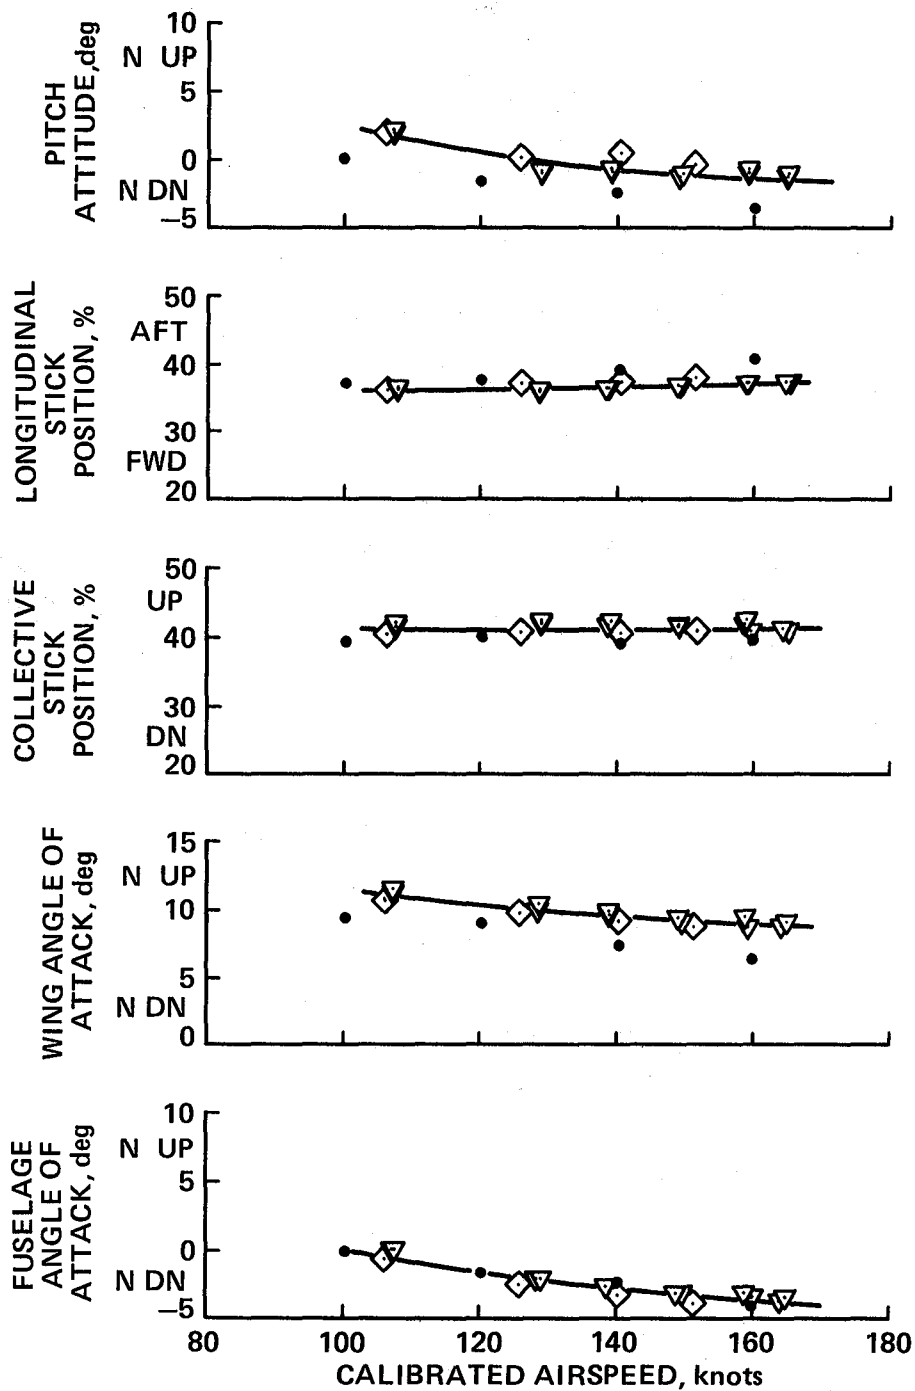 PITCH
ATTITUDE, deg
10
N UP
5
0
N DN
–5
LONGITUDINAL
STICK
POSITION, %
50
AFT
40
30
FWD
20
COLLECTIVE
STICK
POSITION, %
50
UP
40
30
DN
20
WING ANGLE OF
ATTACK, deg
15
N UP
10
5
N DN
0
FUSELAGE
ANGLE OF
ATTACK, deg
10
N UP
5
0
N DN
–5
80 100 120 140 160 180
CALIBRATED AIRSPEED, knots